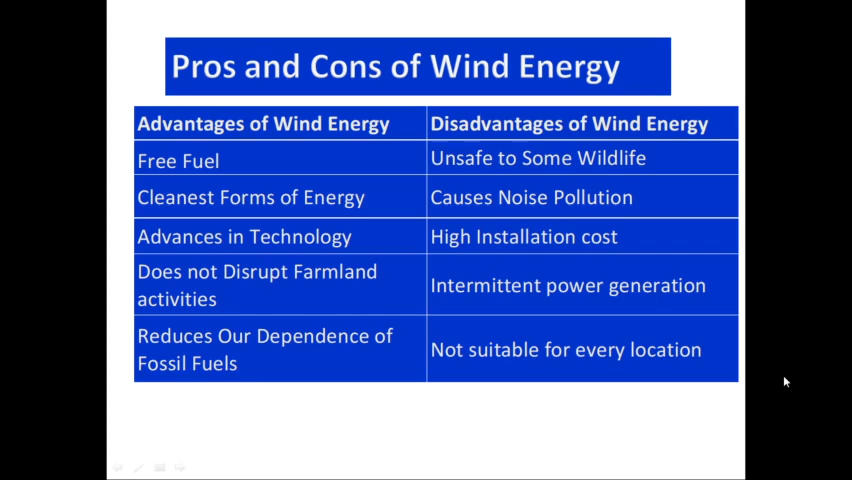 Pros and Cons of Wind Energy
Advantages of Wind Energy
Disadvantages of Wind Energy
Free Fuel
Unsafe to Some Wildlife
Cleanest Forms of Energy
Causes Noise Pollution
Advances in Technology
High Installation cost
Does not Disrupt Farmland
activities
Intermittent power generation
Reduces Our Dependence of
Fossil Fuels
Not suitable for every location